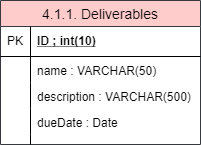 4.1.1. Deliverables
PK ID ; int(10)
name : VARCHAR(50)
description : VARCHAR(500)
dueDate : Date